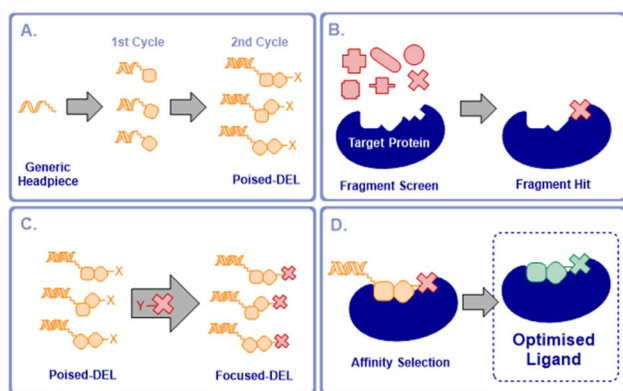 A.
1st Cycle
2nd Cycle
X
X
X
Generic
Headpiece
Poised-DEL
B.
Target Protein
Fragment Screen
Fragment Hit
C.
X
X
X
Y
Poised-DEL
Focused-DEL
D.
Affinity Selection
Optimised
Ligand